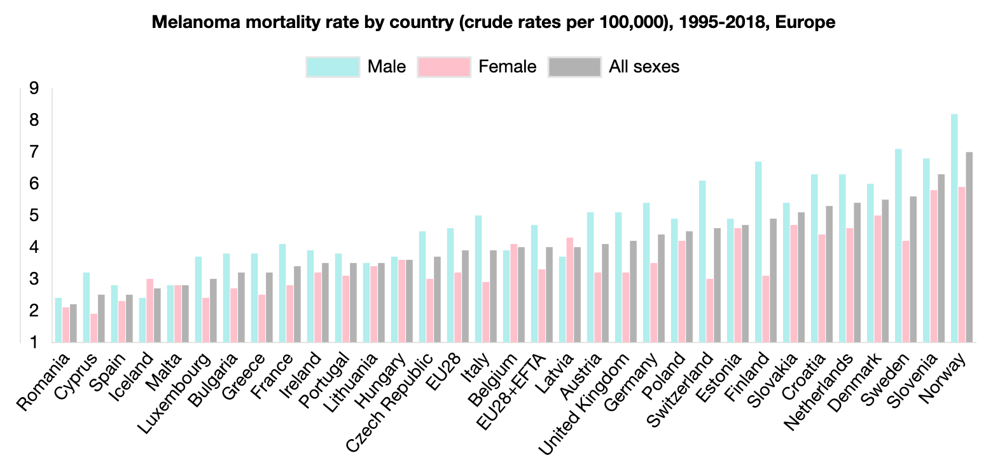 Melanoma mortality rate by country (crude rates per 100,000), 1995-2018, Europe
Male Female All sexes
9
8
7
6
5
4
3
2
1
Romania
Cyprus
Spain
Iceland
Malta
Luxembourg
Bulgaria
Greece
France
Ireland
Portugal
Lithuania
Hungary
Czech Republic
EU28
Italy
Belgium
EU28+EFTA
Latvia
Austria
United Kingdom
Germany
Poland
Switzerland
Estonia
Finland
Slovakia
Croatia
Netherlands
Denmark
Sweden
Slovenia
Norway